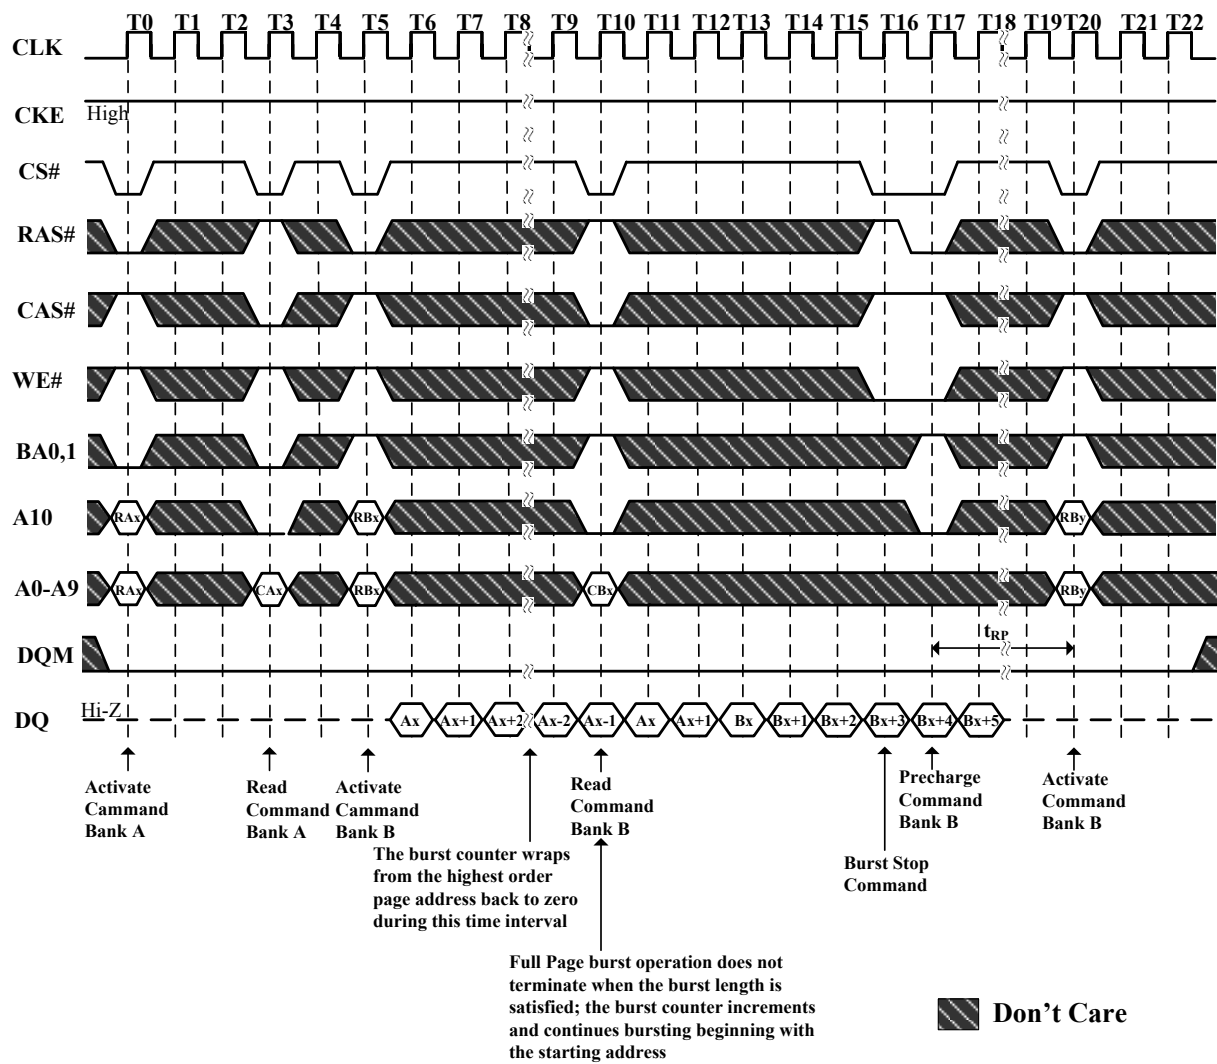 T0 T1 T2 T3 T4 T5 T6 T7 T8 T9 T10 T11 T12 T13 T14 T15 T16 T17 T18 T19 T20 T21 T22
CLK
CKE High
CS#
RAS#
CAS#
WE#
BA0,1
A10 RAx RBx RBy
A0-A9 RAx CAx RBx CBx RBy
tRP
DQM
DQ Hi-Z Ax Ax+1 Ax+2 Ax-2 Ax-1 Ax Ax+1 Bx Bx+1 Bx+2 Bx+3 Bx+4 Bx+5
Activate
Cammand
Bank A
Read
Command
Bank A
Activate
Cammand
Bank B
The burst counter wraps
from the highest order
page address back to zero
during this time interval
Read
Command
Bank B
Full Page burst operation does not
terminate when the burst length is
satisfied; the burst counter increments
and continues bursting beginning with
the starting address
Burst Stop
Command
Precharge
Command
Bank B
Activate
Command
Bank B
Don't Care